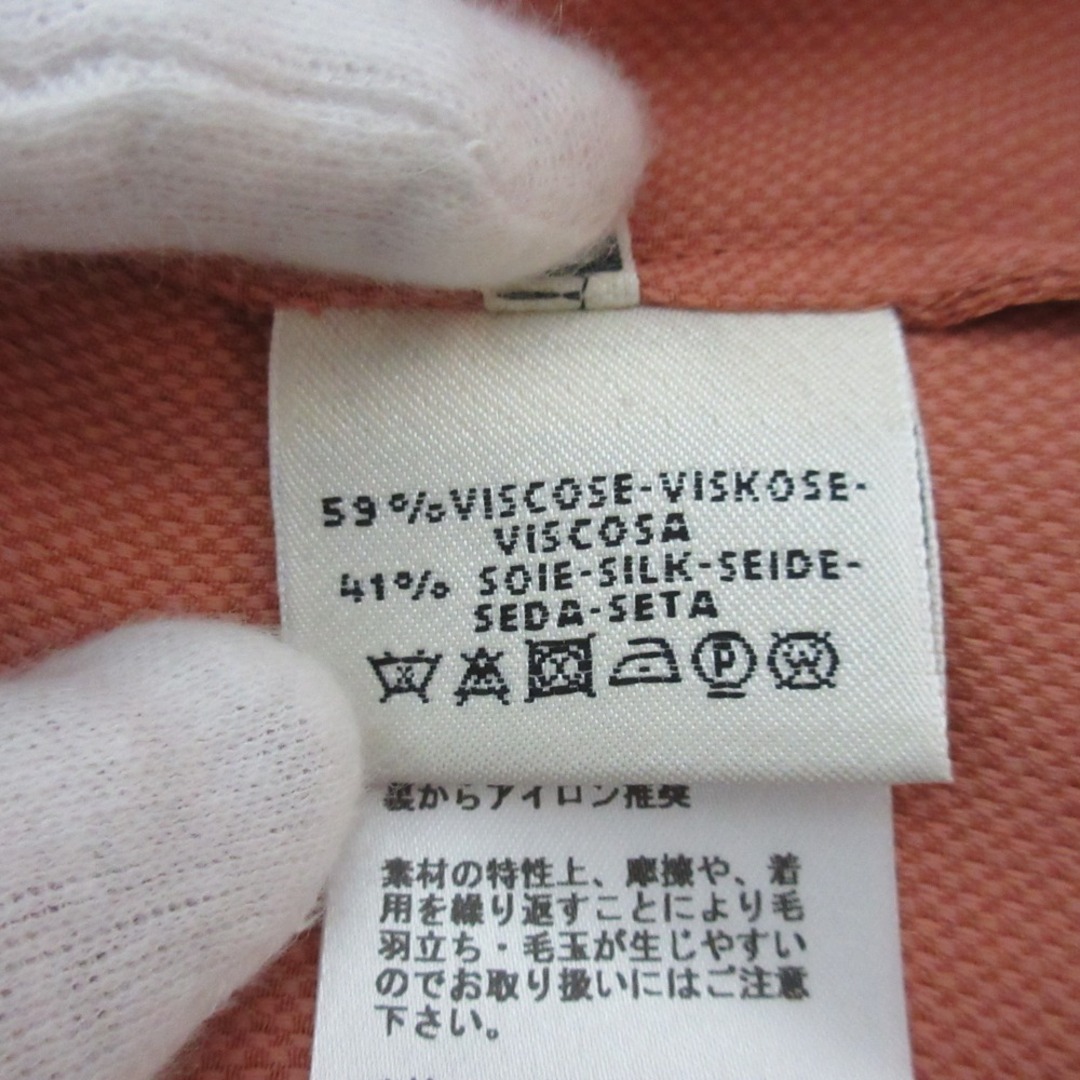 59% VISCOSE-VISKOSE-
VISCOSA
41% SOIE-SILK-SEIDE-
SEDA-SETA
P W
裏からアイロン推奨
素材の特性上、摩擦や、着
用を繰り返すことにより毛
羽立ち・毛玉が生じやすい
のでお取り扱いにはご注意
下さい。